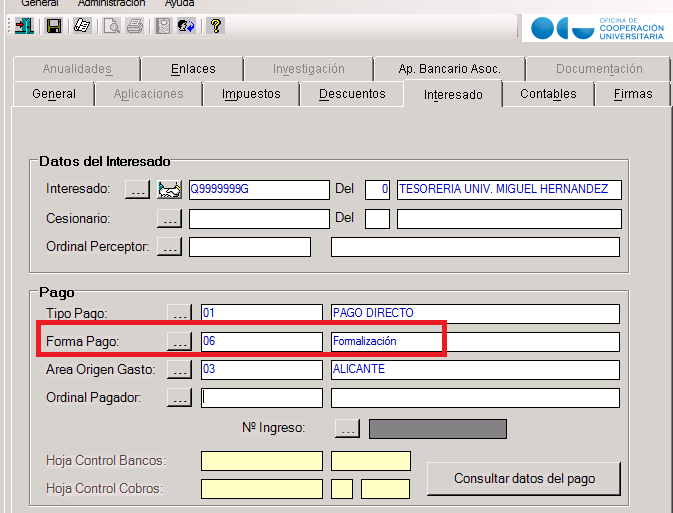 General Administración Ayuda
OFICINA DE
COOPERACIÓN
UNIVERSITARIA
Anualidades Enlaces Investigación Ap. Bancario Asoc. Documentación
General Aplicaciones Impuestos Descuentos Interesado Contables Firmas
Datos del Interesado
Interesado: ... Q9999999G Del 0 TESORERIA UNIV. MIGUEL HERNANDEZ
Cesionario: ... Del
Ordinal Perceptor: ...
Pago
Tipo Pago: ... 01 PAGO DIRECTO
Forma Pago: ... 06 Formalización
Area Origen Gasto: ... 03 ALICANTE
Ordinal Pagador: ...
Nº Ingreso: ...
Hoja Control Bancos:
Hoja Control Cobros:
Consultar datos del pago